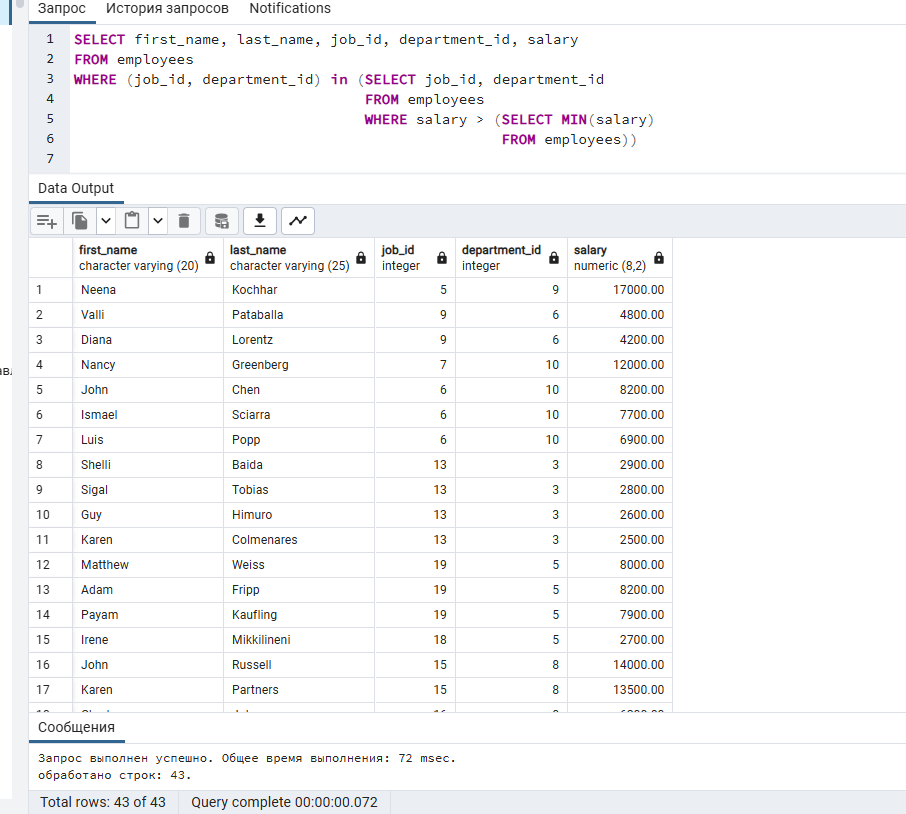 Запрос История запросов Notifications
1 SELECT first_name, last_name, job_id, department_id, salary
2 FROM employees
3 WHERE (job_id, department_id) in (SELECT job_id, department_id
4 FROM employees
5 WHERE salary > (SELECT MIN(salary)
6 FROM employees))
7
Data Output
first_name last_name job_id department_id salary
character varying (20) character varying (25) integer integer numeric (8,2)
1 Neena Kochhar 5 9 17000.00
2 Valli Pataballa 9 6 4800.00
3 Diana Lorentz 9 6 4200.00
4 Nancy Greenberg 7 10 12000.00
5 John Chen 6 10 8200.00
6 Ismael Sciarra 6 10 7700.00
7 Luis Popp 6 10 6900.00
8 Shelli Baida 13 3 2900.00
9 Sigal Tobias 13 3 2800.00
10 Guy Himuro 13 3 2600.00
11 Karen Colmenares 13 3 2500.00
12 Matthew Weiss 19 5 8000.00
13 Adam Fripp 19 5 8200.00
14 Payam Kaufling 19 5 7900.00
15 Irene Mikkilineni 18 5 2700.00
16 John Russell 15 8 14000.00
17 Karen Partners 15 8 13500.00
Сообщения
Запрос выполнен успешно. Общее время выполнения: 72 msec.
обработано строк: 43.
Total rows: 43 of 43 Query complete 00:00:00.072